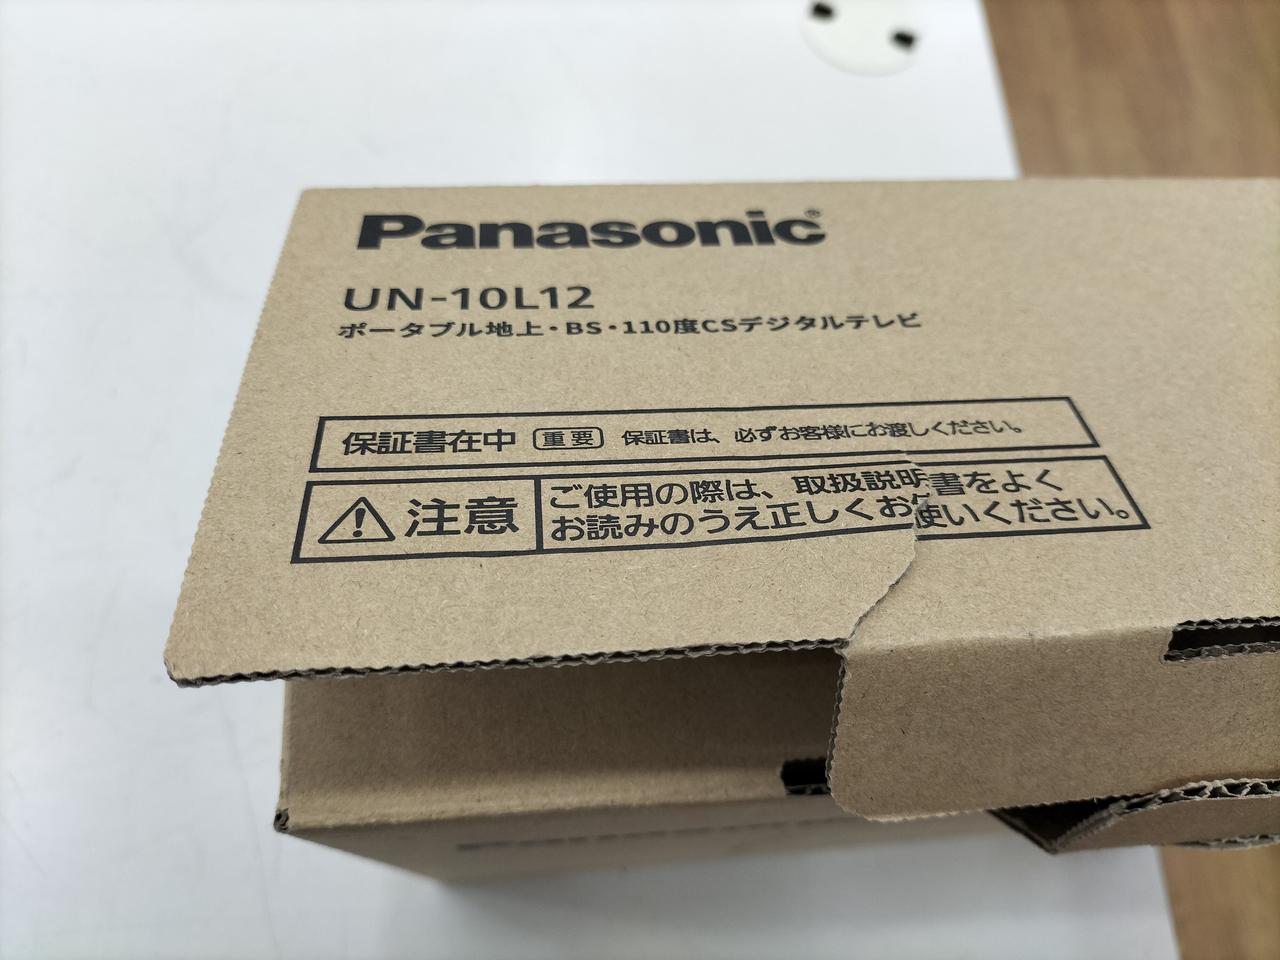 Panasonic®
UN-10L12
ポータブル地上・BS・110度CSデジタルテレビ
保証書在中 重要 保証書は、必ずお客様にお渡しください。
注意
ご使用の際は、取扱説明書をよく
お読みのうえ正しくお使いください。